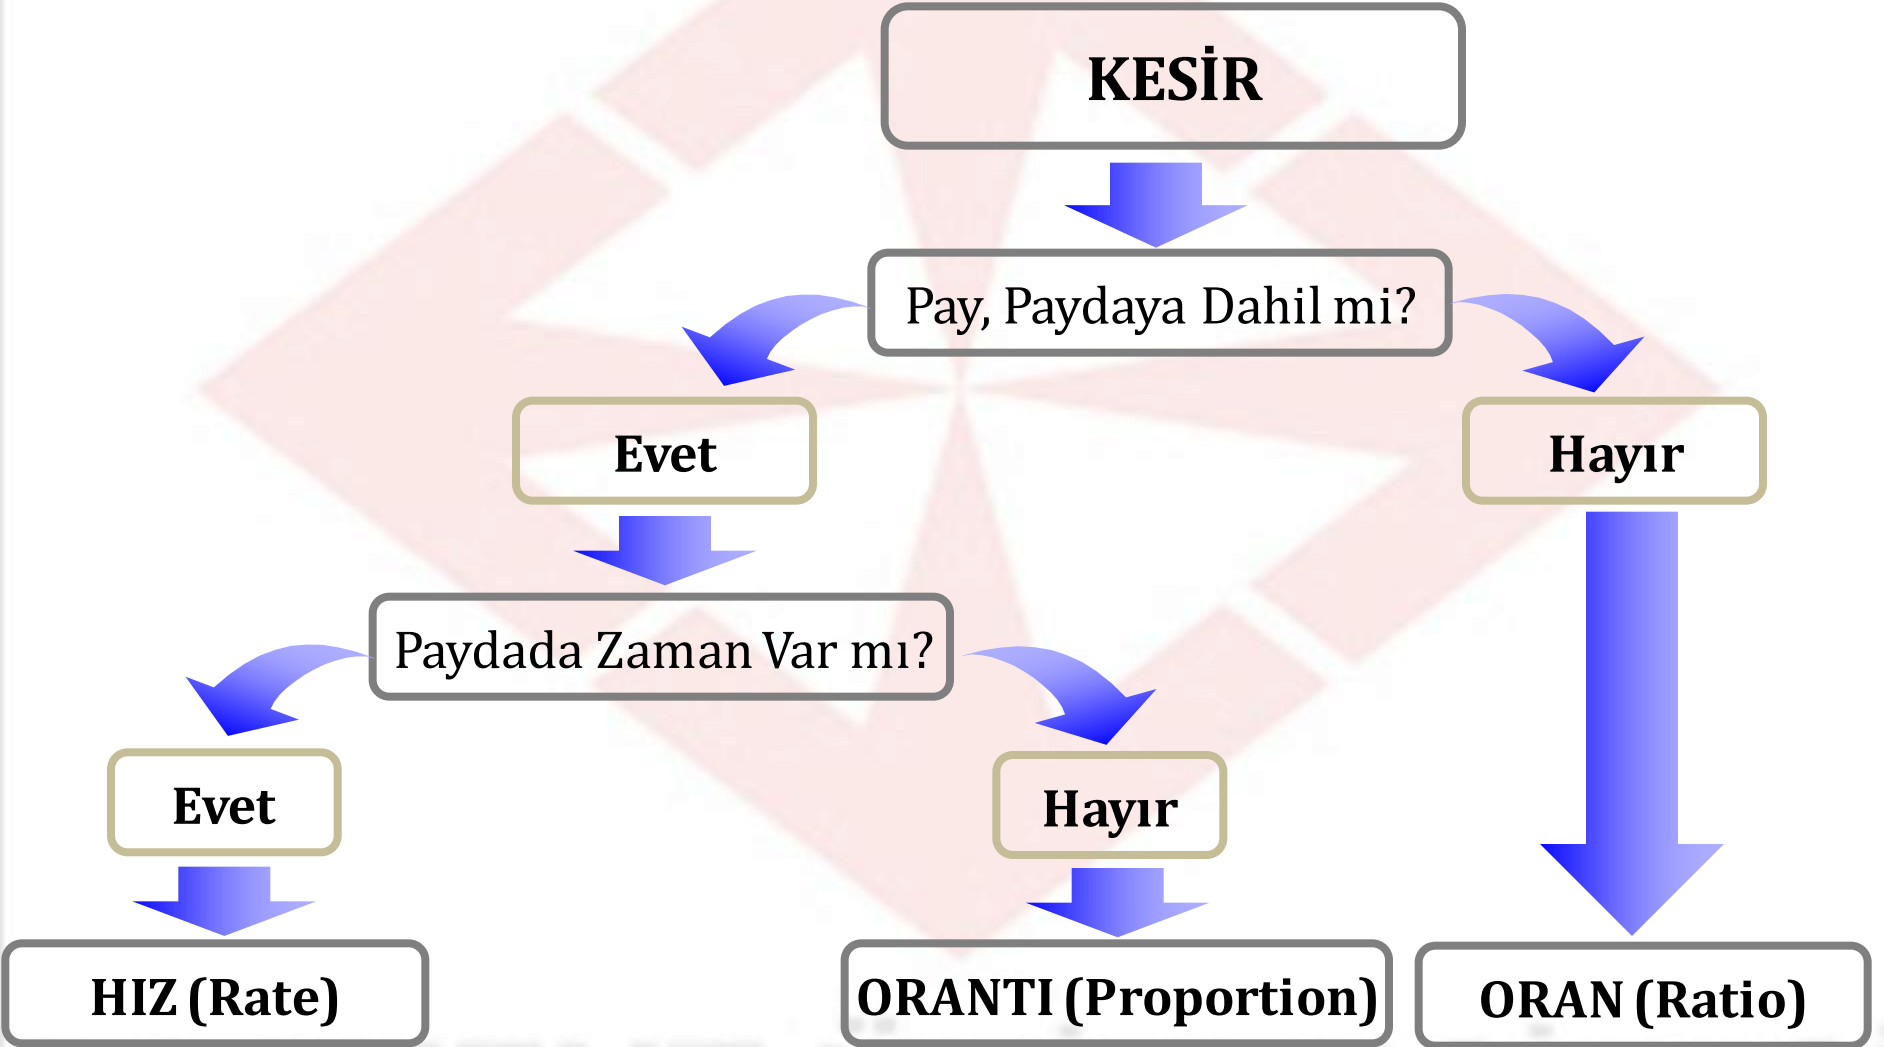 KESİR
Pay, Paydaya Dahil mi?
Evet
Hayır
Paydada Zaman Var mı?
Evet
Hayır
HIZ (Rate)
ORANTI (Proportion)
ORAN (Ratio)